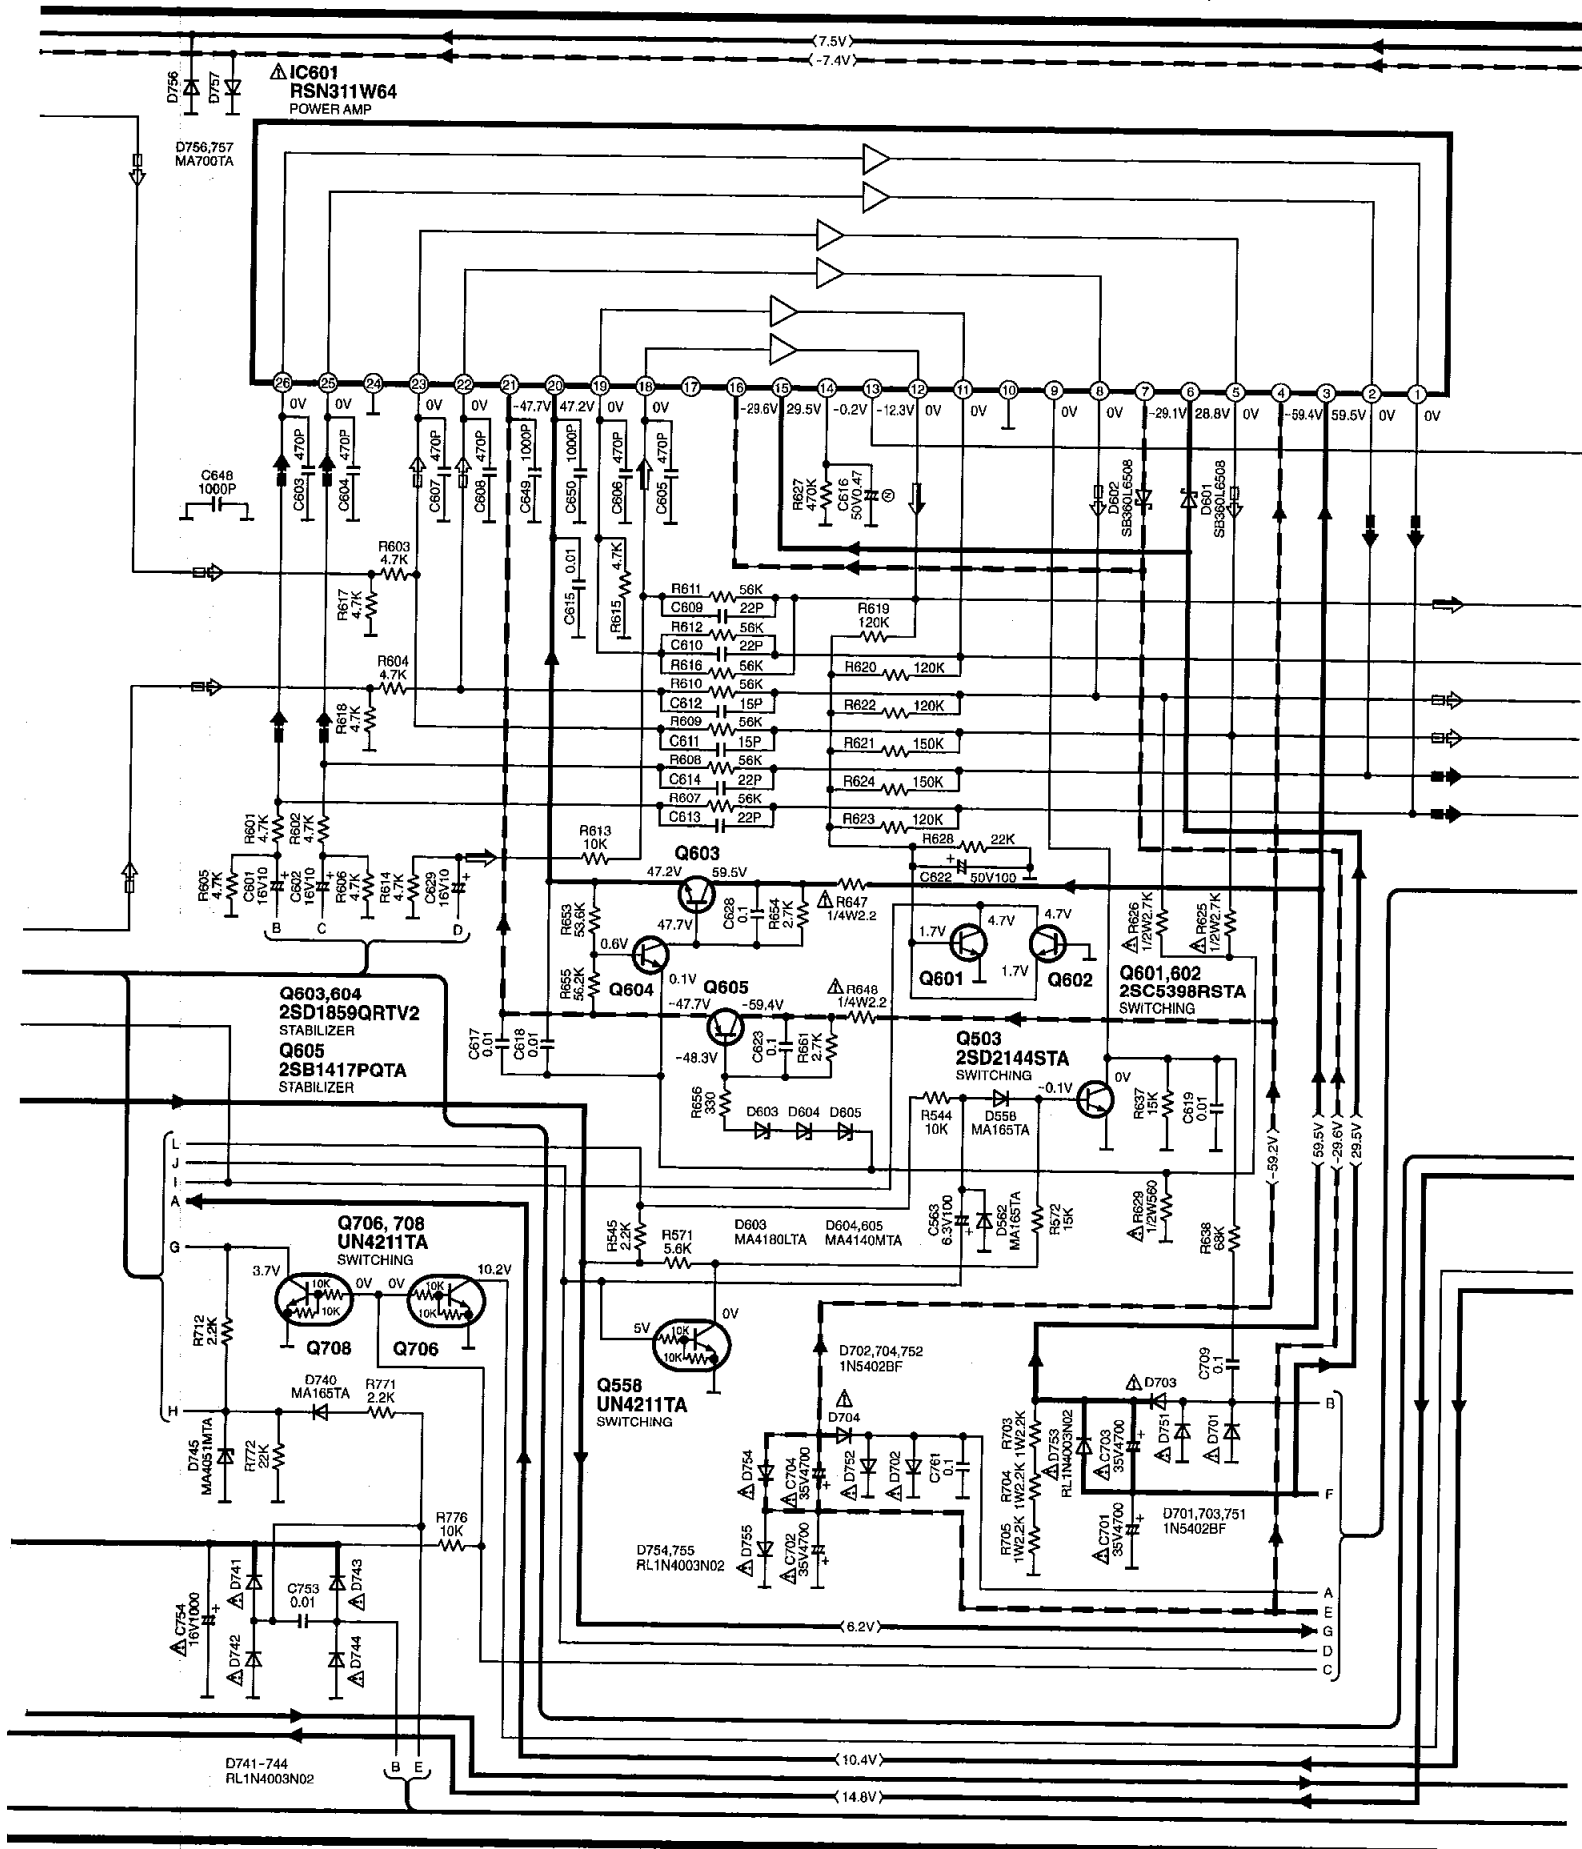 (7.5V)
(-7.4V)
D756
D757
⚠ IC601
RSN311W64
POWER AMP
D756,757
MA700TA
26 25 24 23 22 21 20 19 18 17 16 15 14 13 12 11 10 9 8 7 6 5 4 3 2 1
0V 0V 0V 0V -47.7V 47.2V 0V 0V -29.6V 29.5V -0.2V -12.3V 0V 0V 0V 0V -29.1V 28.8V 0V -59.4V 59.5V 0V 0V
C648
1000P
C603 470P
C604 470P
C607 470P
C608 470P
C649 1000P
C650 1000P
C606 470P
C605 470P
R627
470K
C616
50V0.47
N
D602
SB360L6508
D601
SB360L6508
R603
4.7K
R617
4.7K
C615 0.01
R615 4.7K
R604
4.7K
R618
4.7K
R611 56K
C609 22P
R612 56K
C610 22P
R616 56K
R610 56K
C612 15P
R609 56K
C611 15P
R608 56K
C614 22P
R607 56K
C613 22P
R619
120K
R620 120K
R622 120K
R621 150K
R624 150K
R623 120K
R628 22K
C622 + 50V100
R601
4.7K
R602
4.7K
R605
4.7K
C601
16V10
C602
16V10
R606
4.7K
R614
4.7K
C629
16V10
B C D
R613
10K
Q603
47.2V 59.5V
47.7V
R653
53.6K
R655
56.2K
0.6V
Q604
0.1V
C628
0.1
R654
2.7K
⚠ R647
1/4W2.2
4.7V 4.7V
1.7V
1.7V
Q601 Q602
⚠ R626
1/2W2.7K
⚠ R625
1/2W2.7K
Q601,602
2SC5398RSTA
SWITCHING
Q603,604
2SD1859QRTV2
STABILIZER
Q605
2SB1417PQTA
STABILIZER
Q605
-47.7V -59.4V
-48.3V
⚠ R648
1/4W2.2
C617
0.01
C618
0.01
C623
0.1
R661
2.7K
R656
330
D603 D604 D605
Q503
2SD2144STA
SWITCHING
-0.1V 0V
R544
10K
D558
MA165TA
R637
15K
C619
0.01
-59.2V
59.5V
-29.6V
29.5V
L
J
I
A
G
H
Q706, 708
UN4211TA
SWITCHING
3.7V 0V 0V 10.2V
10K 10K 10K 10K
Q708 Q706
R712
2.2K
R545
2.2K
R571
5.6K
D603
MA4180LTA
D604,605
MA4140MTA
C563
6.3V100
D562
MA165TA
R572
15K
⚠ R629
1/2W560
R638
68K
5V 0V
10K
10K
Q558
UN4211TA
SWITCHING
D740
MA165TA
R771
2.2K
D745
MA4051MTA
R772
22K
D702,704,752
1N5402BF
⚠ D704
⚠ D754
⚠ C704
35V4700
⚠ D752
⚠ D702
C761
0.1
⚠ D755
⚠ C702
35V4700
D754,755
RL1N4003N02
C709
0.1
⚠ D703
R703
1W2.2K
R704
1W2.2K
R705
1W2.2K
⚠ D753
RL1N4003N02
⚠ C703
35V4700
⚠ C701
35V4700
⚠ D751
⚠ D701
D701,703,751
1N5402BF
B
F
A
E
G
D
C
R776
10K
⚠ D741
⚠ D743
C753
0.01
⚠ C754
16V1000
⚠ D742
⚠ D744
(6.2V)
D741-744
RL1N4003N02
B E
(10.4V)
(14.8V)